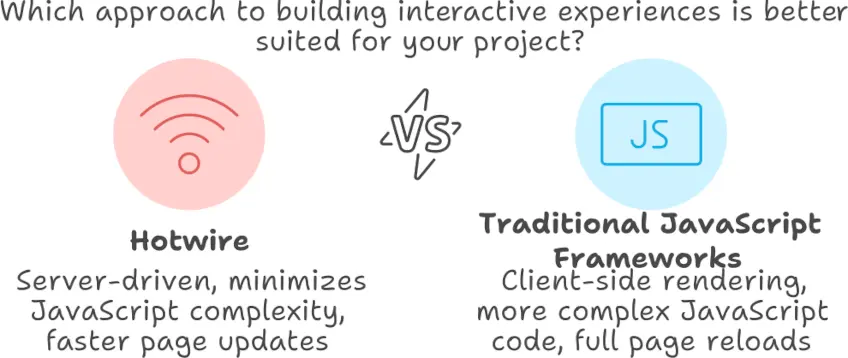 Which approach to building interactive experiences is better
suited for your project?
VS
JS
Hotwire
Server-driven, minimizes
JavaScript complexity,
faster page updates
Traditional JavaScript
Frameworks
Client-side rendering,
more complex JavaScript
code, full page reloads